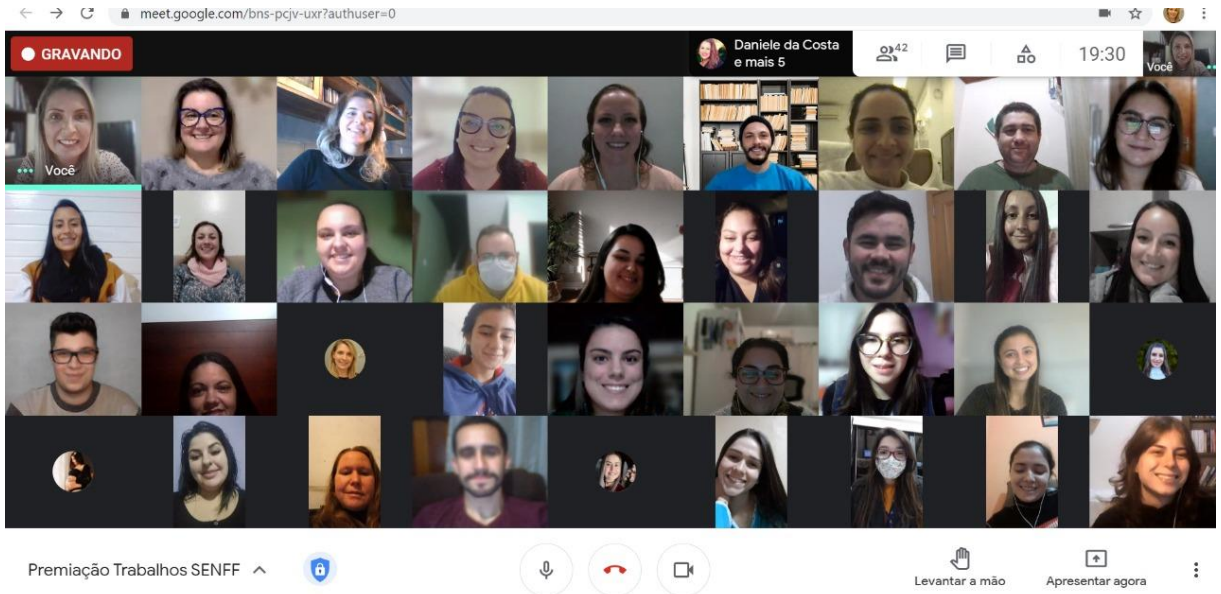 meet.google.com/bns-pcjv-uxr?authuser=0
GRAVANDO
Daniele da Costa
e mais 5
42
19:30
Você
Você
Premiação Trabalhos SENFF
Levantar a mão
Apresentar agora